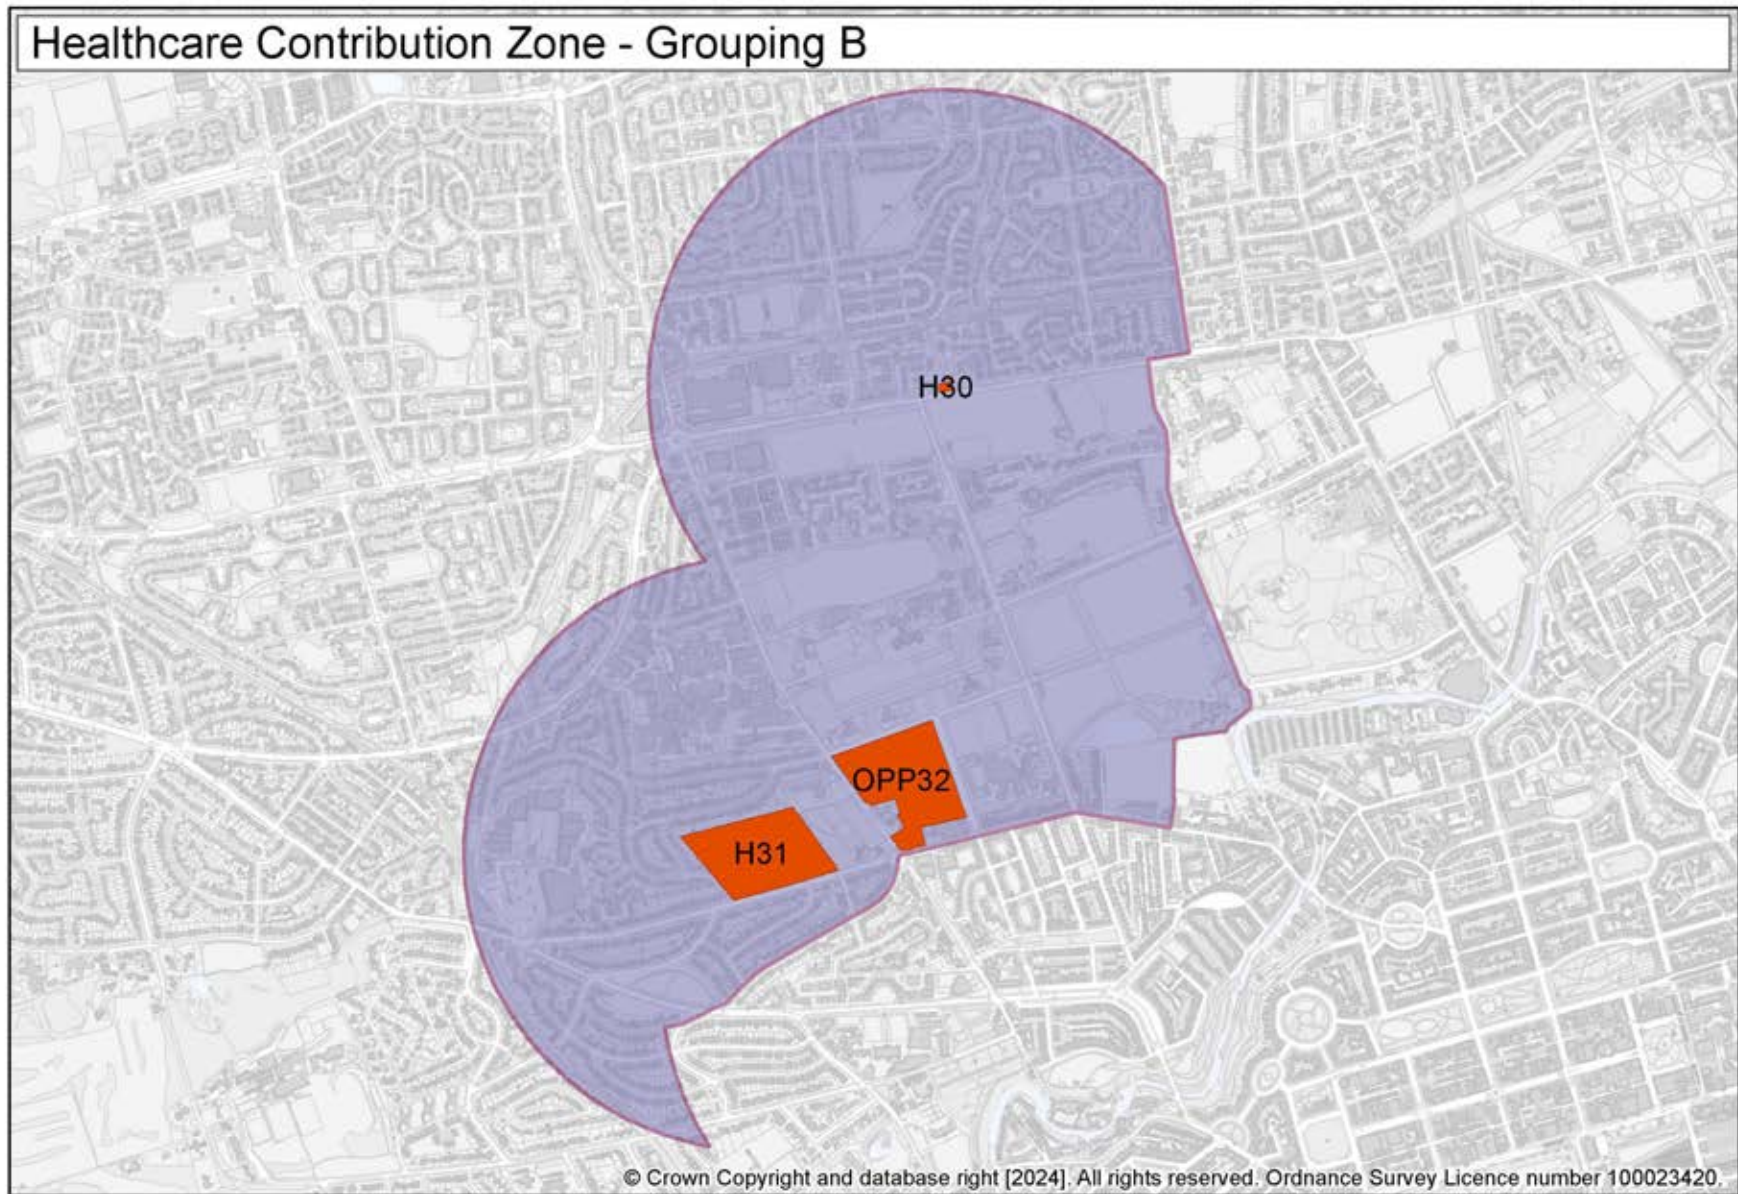 Healthcare Contribution Zone - Grouping B
H30
OPP32
H31
© Crown Copyright and database right [2024]. All rights reserved. Ordnance Survey Licence number 100023420.